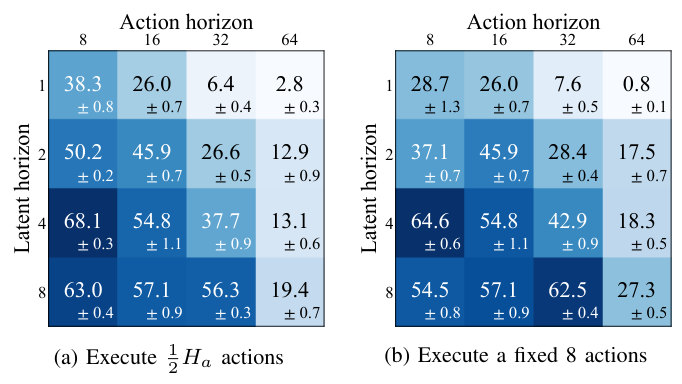 Action horizon
8 16 32 64
Latent horizon
1 38.3 ± 0.8 26.0 ± 0.7 6.4 ± 0.4 2.8 ± 0.3
2 50.2 ± 0.2 45.9 ± 0.7 26.6 ± 0.5 12.9 ± 0.9
4 68.1 ± 0.3 54.8 ± 1.1 37.7 ± 0.9 13.1 ± 0.6
8 63.0 ± 0.4 57.1 ± 0.9 56.3 ± 0.3 19.4 ± 0.7
(a) Execute ½Hₐ actions
Action horizon
8 16 32 64
Latent horizon
1 28.7 ± 1.3 26.0 ± 0.7 7.6 ± 0.5 0.8 ± 0.1
2 37.1 ± 0.7 45.9 ± 0.7 28.4 ± 0.4 17.5 ± 0.7
4 64.6 ± 0.6 54.8 ± 1.1 42.9 ± 0.9 18.3 ± 0.5
8 54.5 ± 0.8 57.1 ± 0.9 62.5 ± 0.4 27.3 ± 0.5
(b) Execute a fixed 8 actions